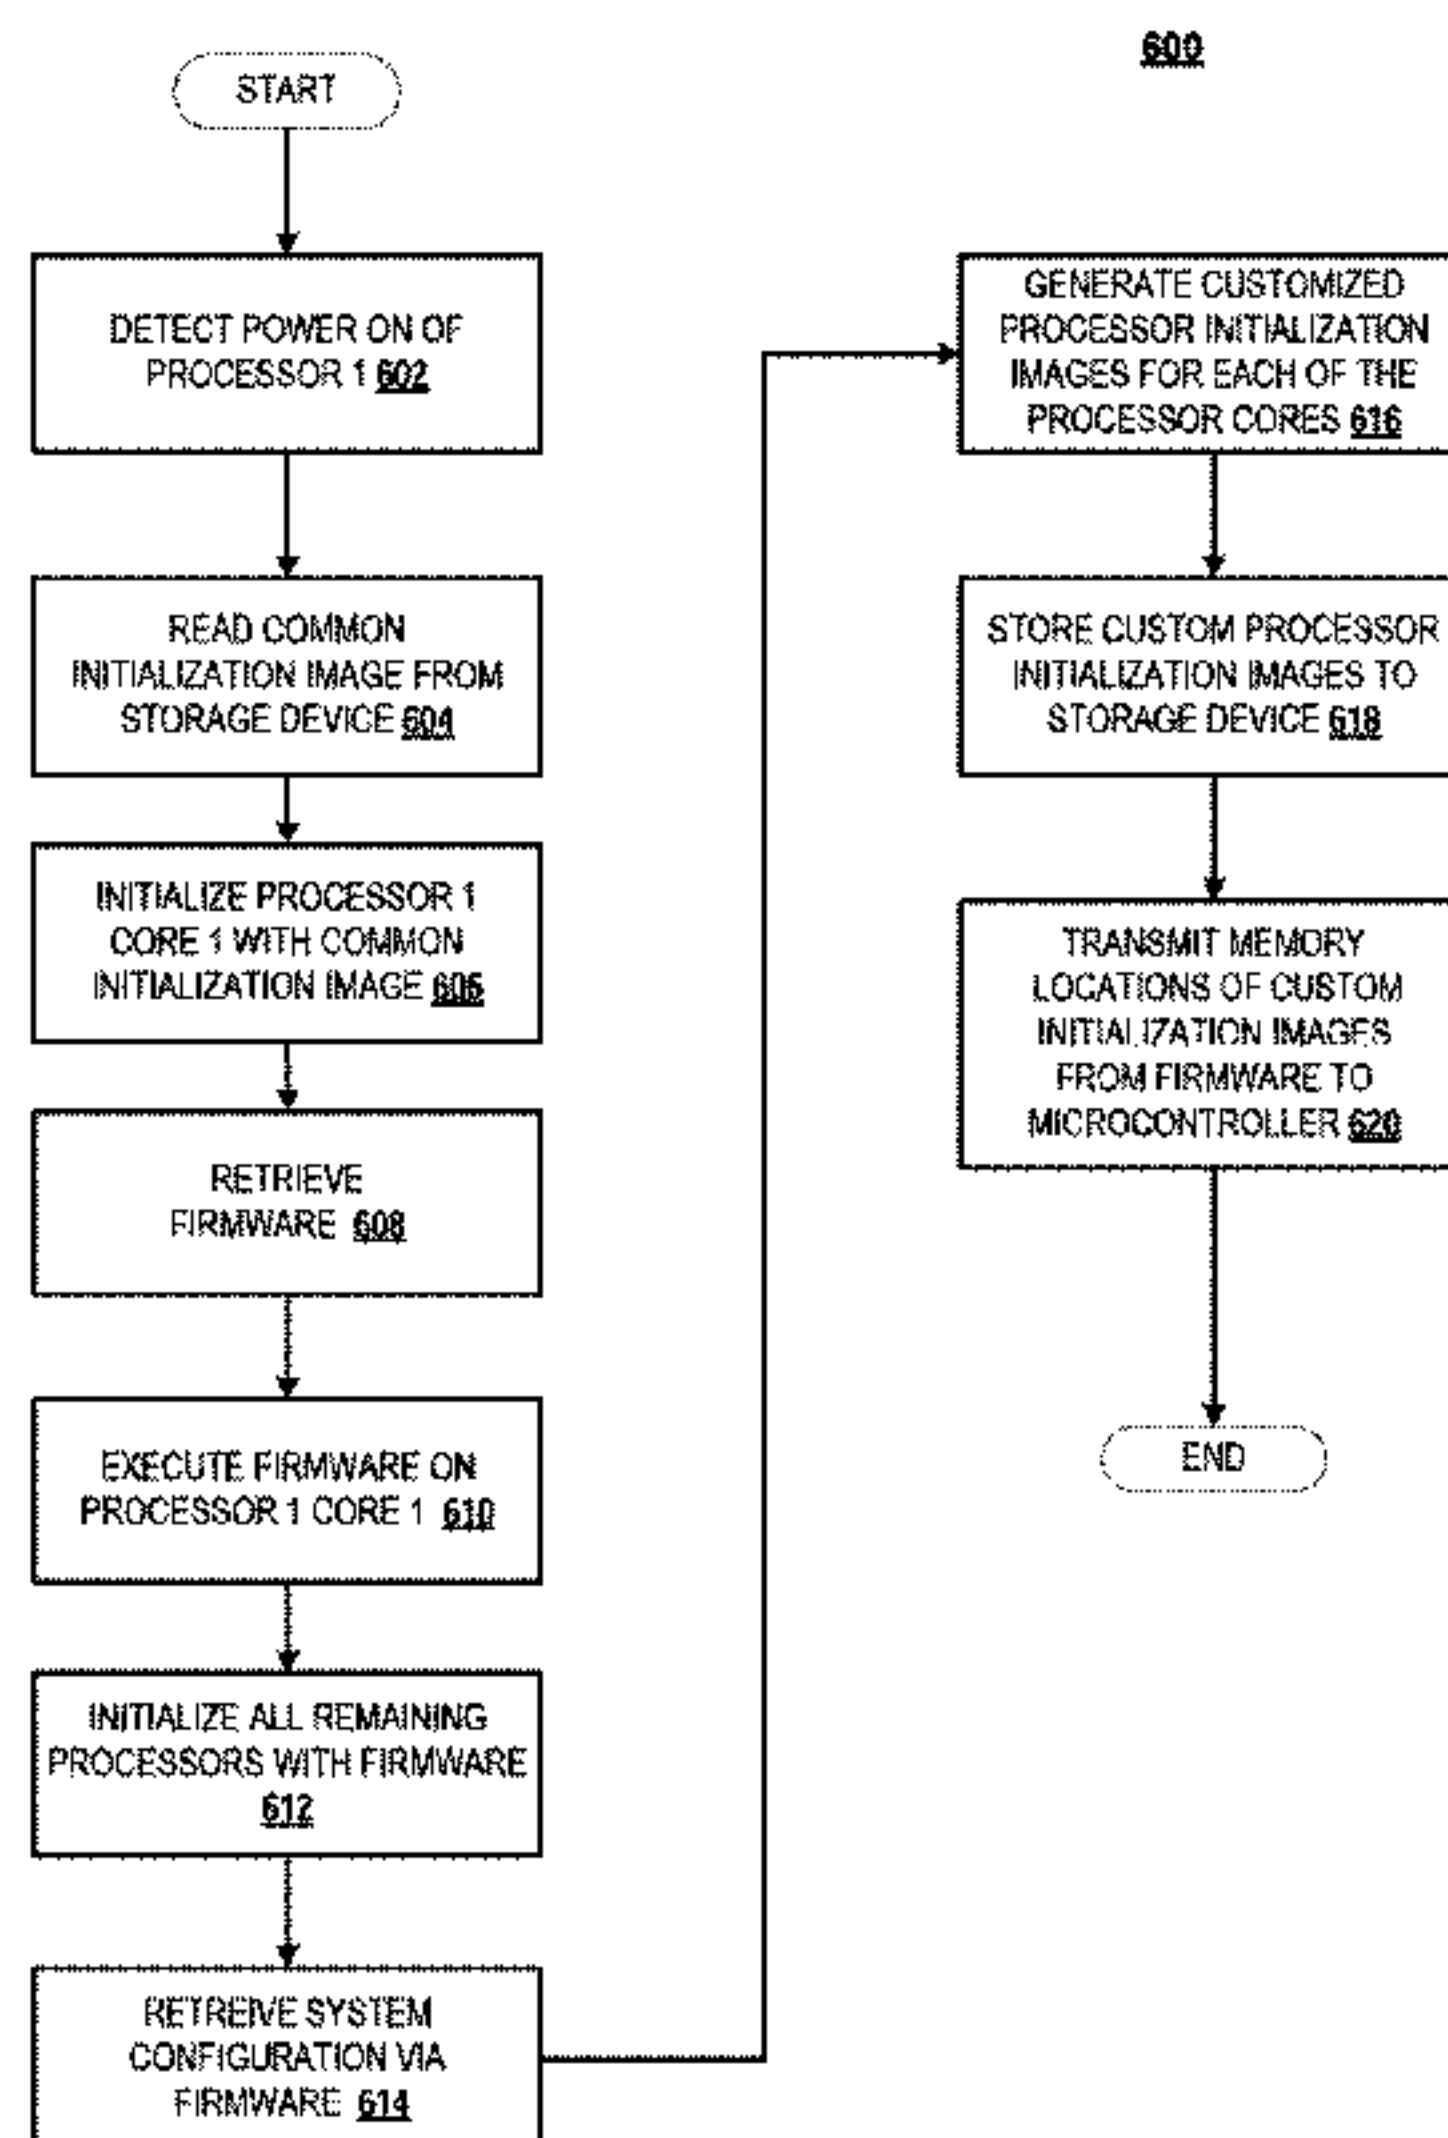 600
START
DETECT POWER ON OF
PROCESSOR 1 602
READ COMMON
INITIALIZATION IMAGE FROM
STORAGE DEVICE 604
INITIALIZE PROCESSOR 1
CORE 1 WITH COMMON
INITIALIZATION IMAGE 606
RETRIEVE
FIRMWARE 608
EXECUTE FIRMWARE ON
PROCESSOR 1 CORE 1 610
INITIALIZE ALL REMAINING
PROCESSORS WITH FIRMWARE
612
RETREIVE SYSTEM
CONFIGURATION VIA
FIRMWARE 614
GENERATE CUSTOMIZED
PROCESSOR INITIALIZATION
IMAGES FOR EACH OF THE
PROCESSOR CORES 616
STORE CUSTOM PROCESSOR
INITIALIZATION IMAGES TO
STORAGE DEVICE 618
TRANSMIT MEMORY
LOCATIONS OF CUSTOM
INITIALIZATION IMAGES
FROM FIRMWARE TO
MICROCONTROLLER 620
END